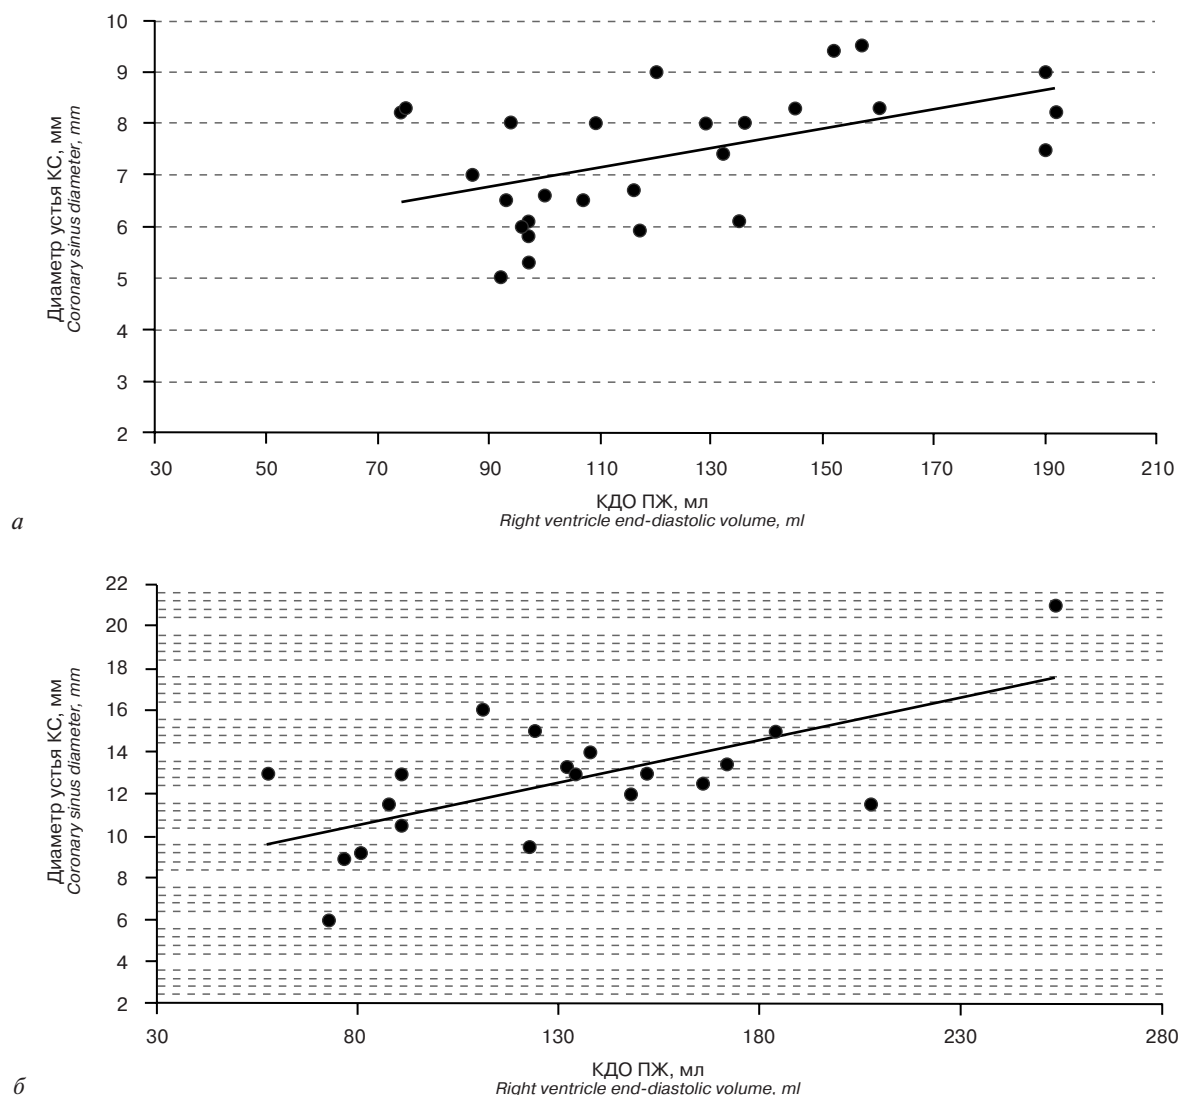 10
9
8
7
6
5
4
3
2
Диаметр устья КС, мм
Coronary sinus diameter, mm
30 50 70 90 110 130 150 170 190 210
КДО ПЖ, мл
Right ventricle end-diastolic volume, ml
а
22
20
18
16
14
12
10
8
6
4
2
Диаметр устья КС, мм
Coronary sinus diameter, mm
30 80 130 180 230 280
КДО ПЖ, мл
Right ventricle end-diastolic volume, ml
б